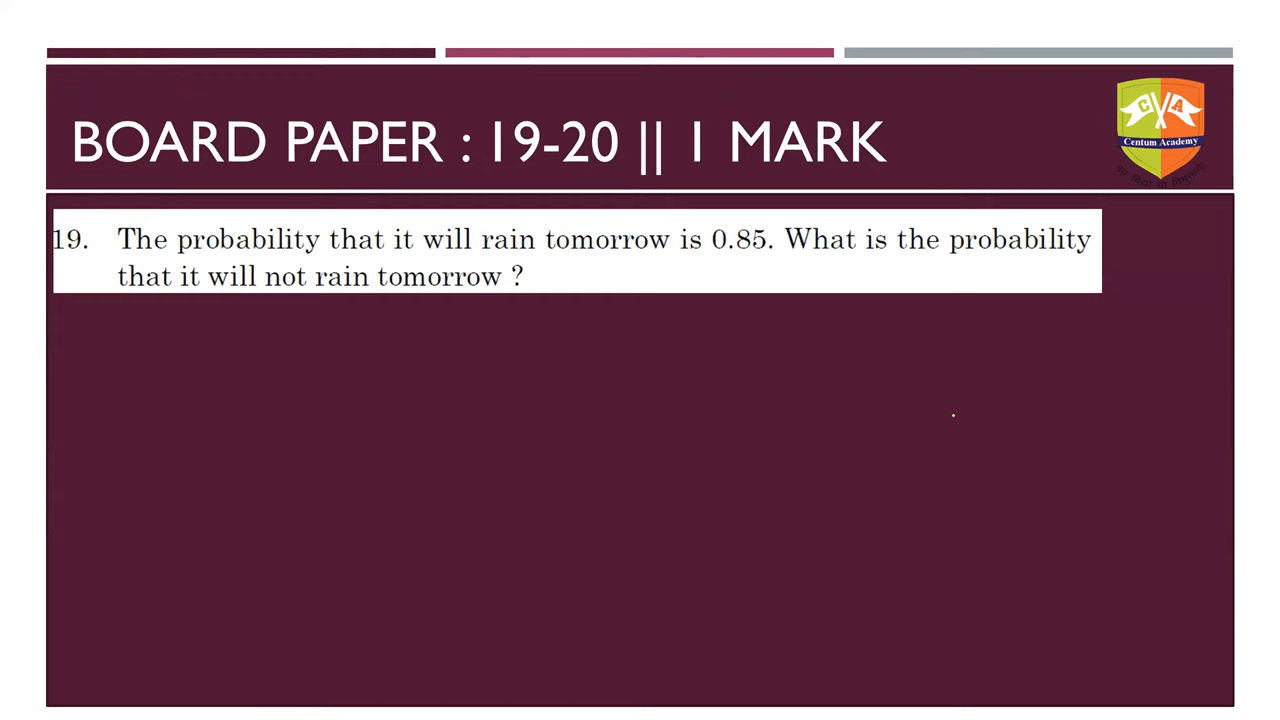 BOARD PAPER : 19-20 || 1 MARK
C A
Centum Academy
19. The probability that it will rain tomorrow is 0.85. What is the probability
that it will not rain tomorrow ?